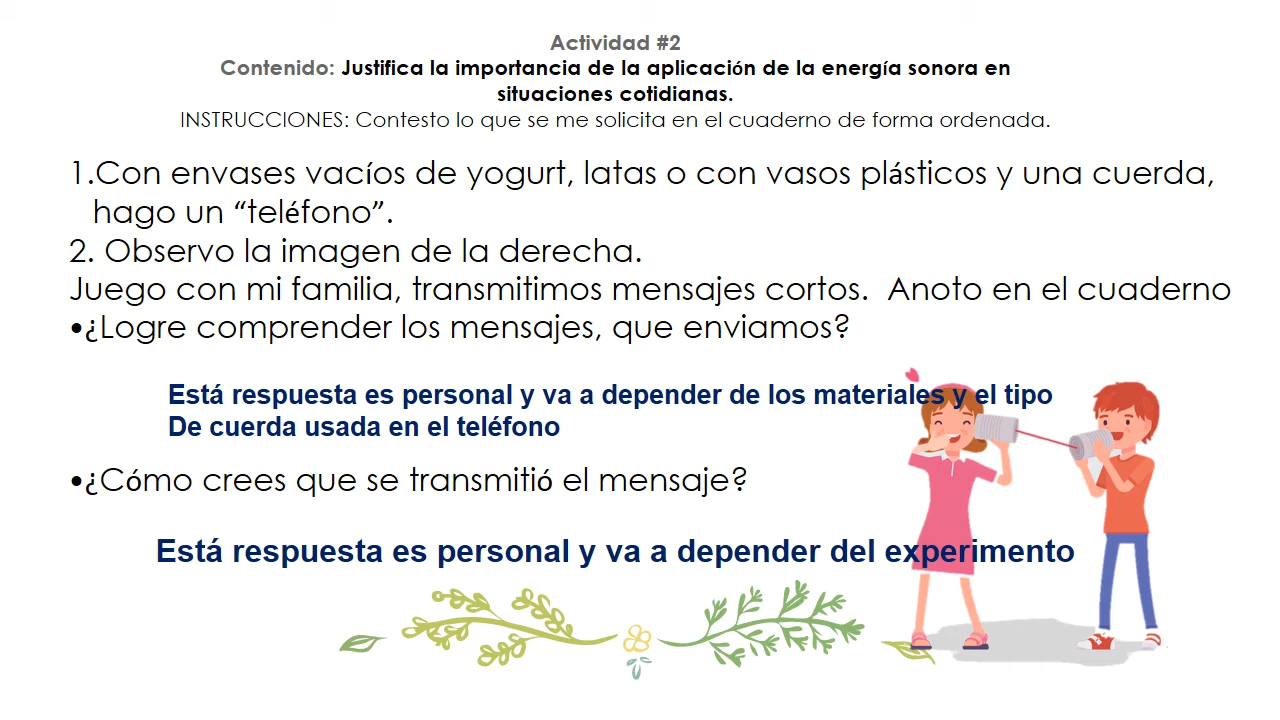 Actividad #2
Contenido: Justifica la importancia de la aplicación de la energía sonora en
situaciones cotidianas.
INSTRUCCIONES: Contesto lo que se me solicita en el cuaderno de forma ordenada.
1.Con envases vacíos de yogurt, latas o con vasos plásticos y una cuerda,
hago un “teléfono”.
2. Observo la imagen de la derecha.
Juego con mi familia, transmitimos mensajes cortos.  Anoto en el cuaderno
•¿Logre comprender los mensajes, que enviamos?
Está respuesta es personal y va a depender de los materiales y el tipo
De cuerda usada en el teléfono
•¿Cómo crees que se transmitió el mensaje?
Está respuesta es personal y va a depender del experimento